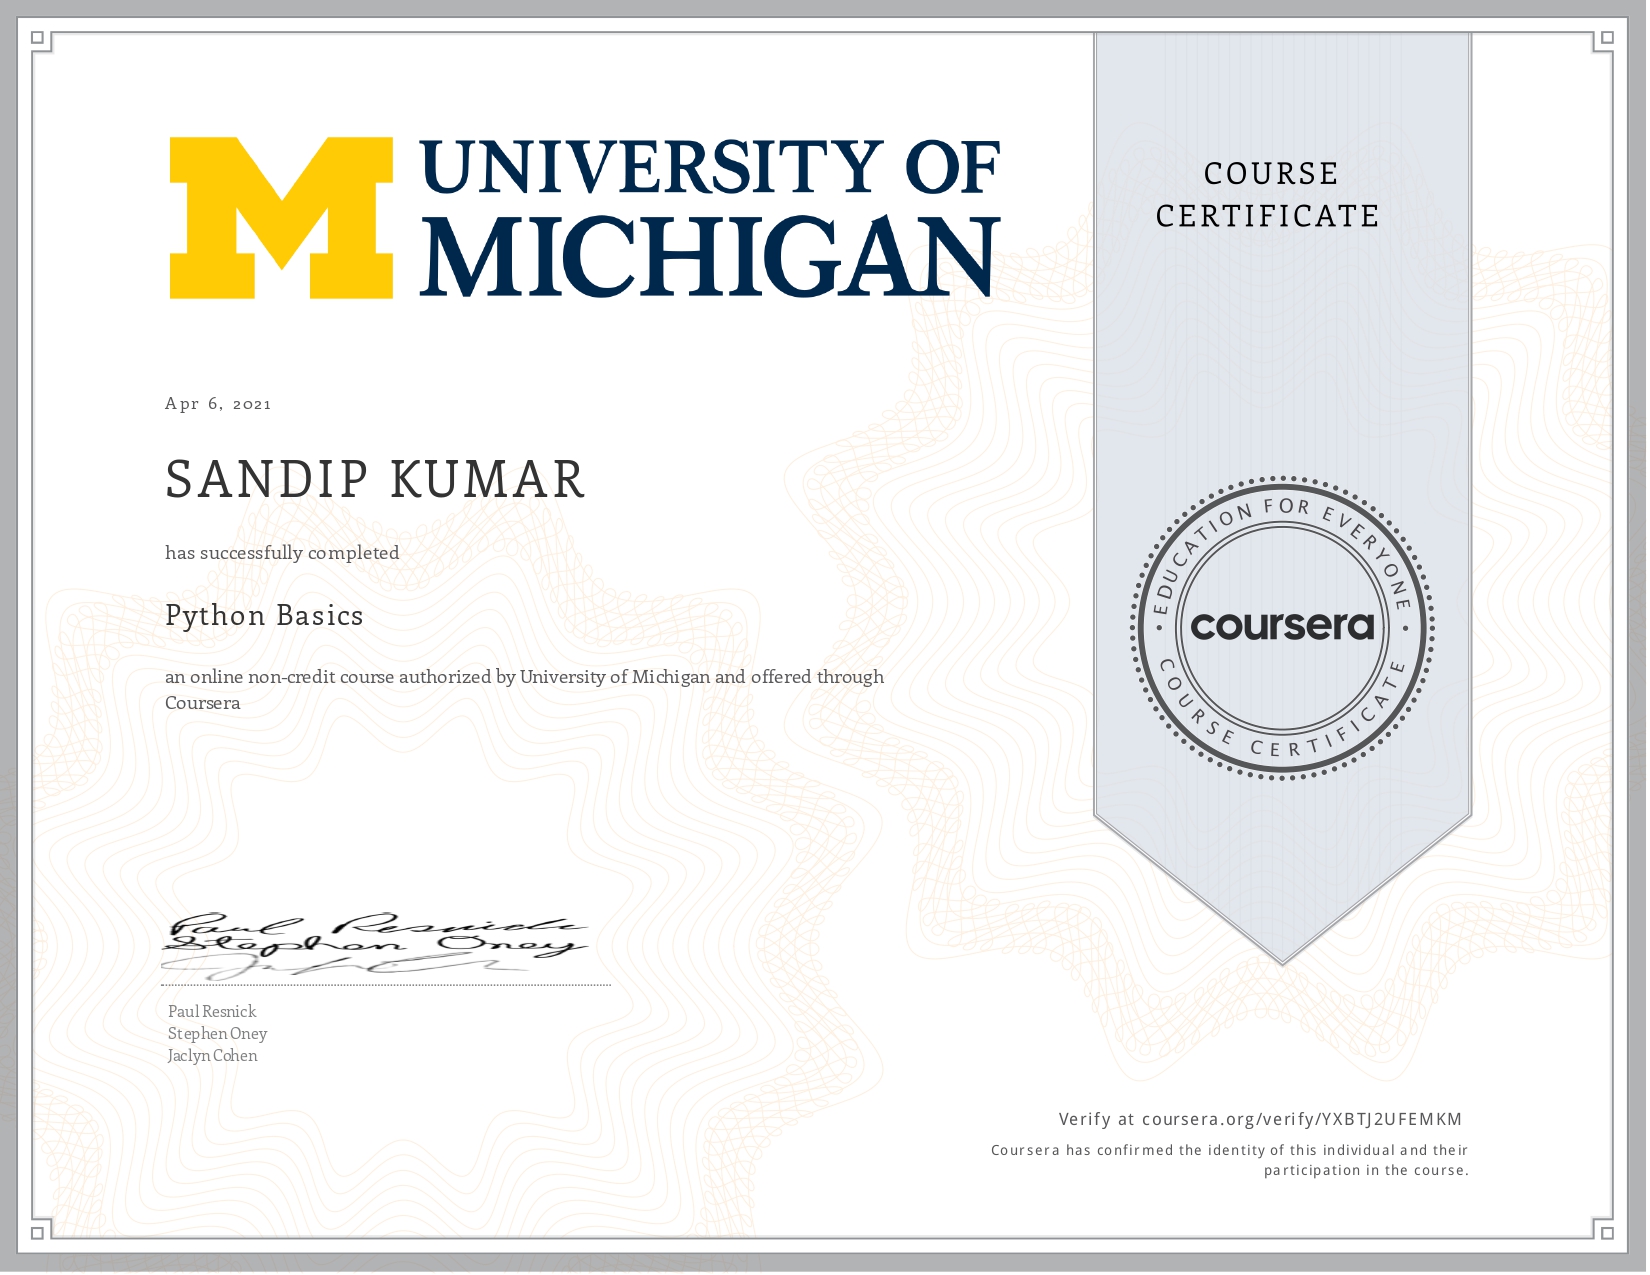 UNIVERSITY OF
MICHIGAN
COURSE
CERTIFICATE
Apr 6, 2021
SANDIP KUMAR
has successfully completed
Python Basics
an online non-credit course authorized by University of Michigan and offered through
Coursera
EDUCATION FOR EVERYONE
coursera
COURSE CERTIFICATE
Paul Resnick
Stephen Oney
Paul Resnick
Stephen Oney
Jaclyn Cohen
Verify at coursera.org/verify/YXBTJ2UFEMKM
Coursera has confirmed the identity of this individual and their
participation in the course.